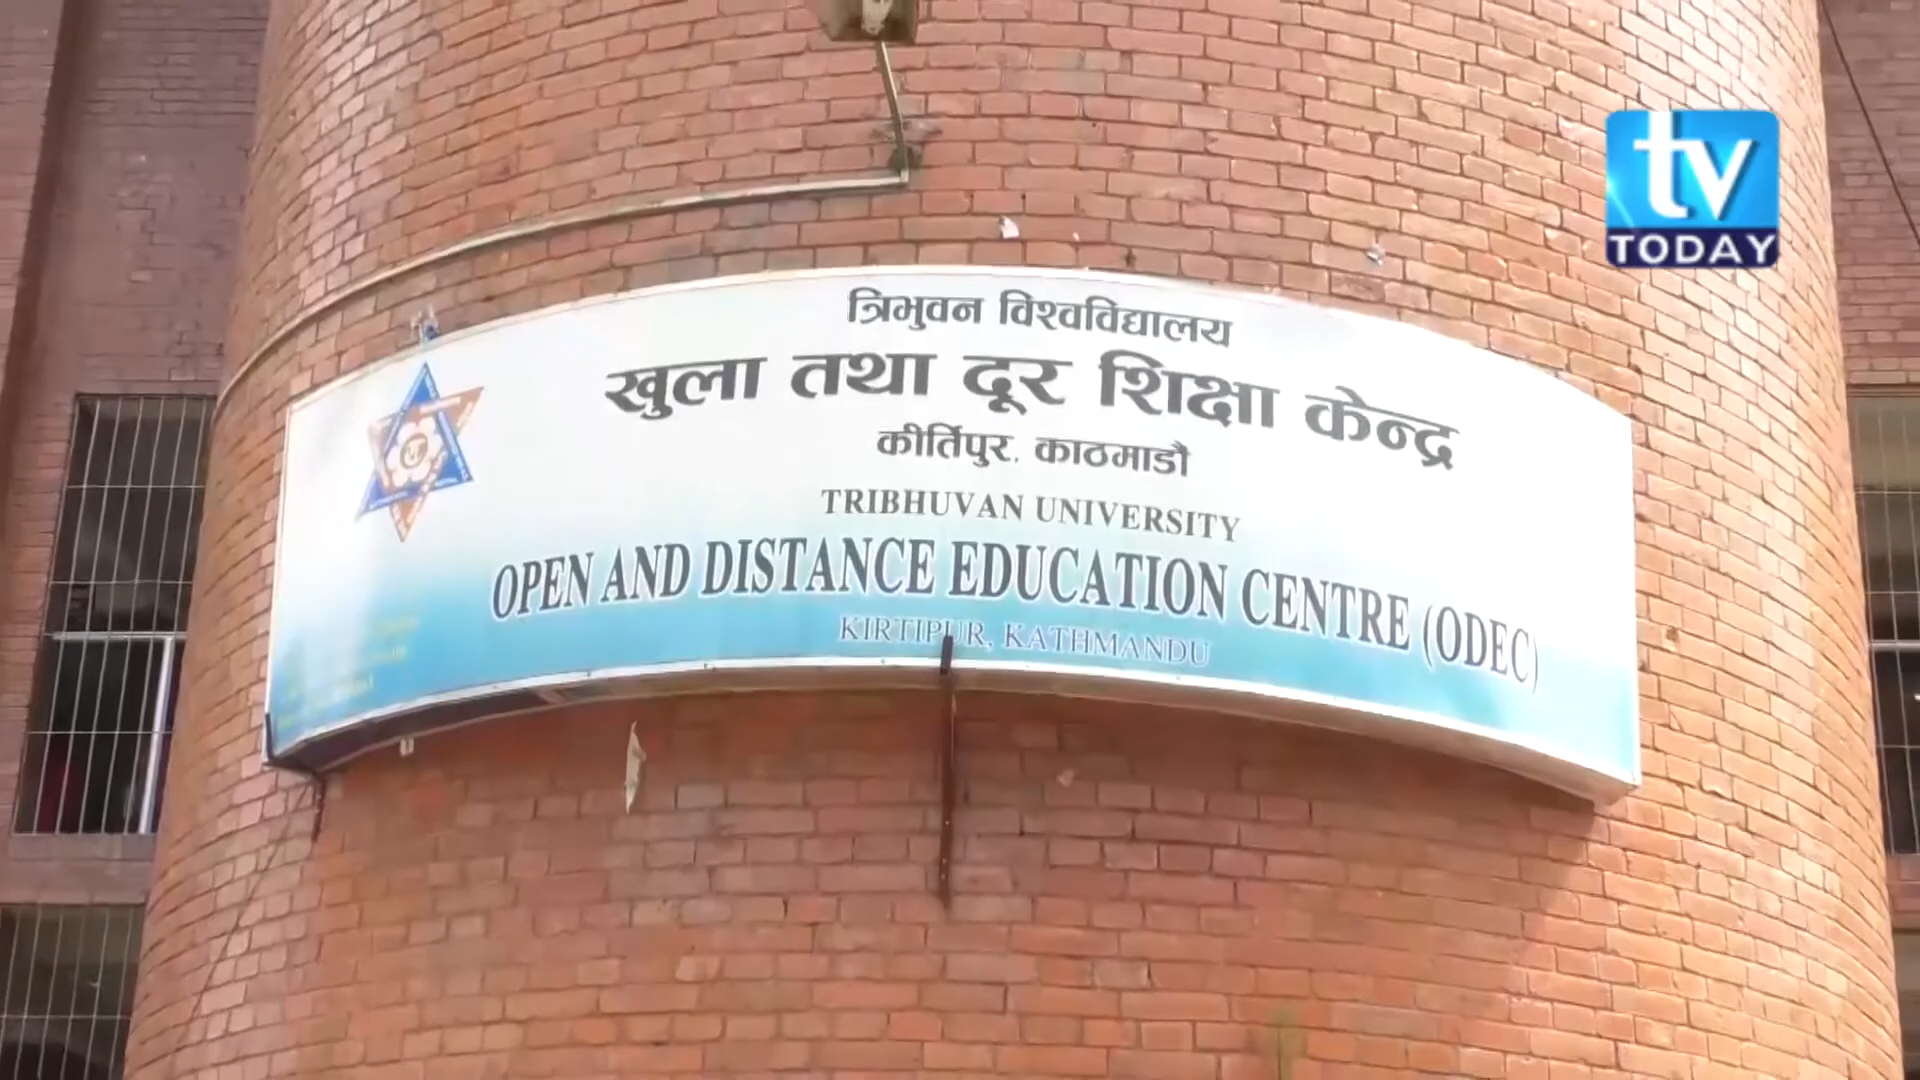 tv
TODAY
त्रिभुवन विश्वविद्यालय
खुला तथा दूर शिक्षा केन्द्र
कीर्तिपुर, काठमाडौं
TRIBHUVAN UNIVERSITY
OPEN AND DISTANCE EDUCATION CENTRE (ODEC)
KIRTIPUR, KATHMANDU